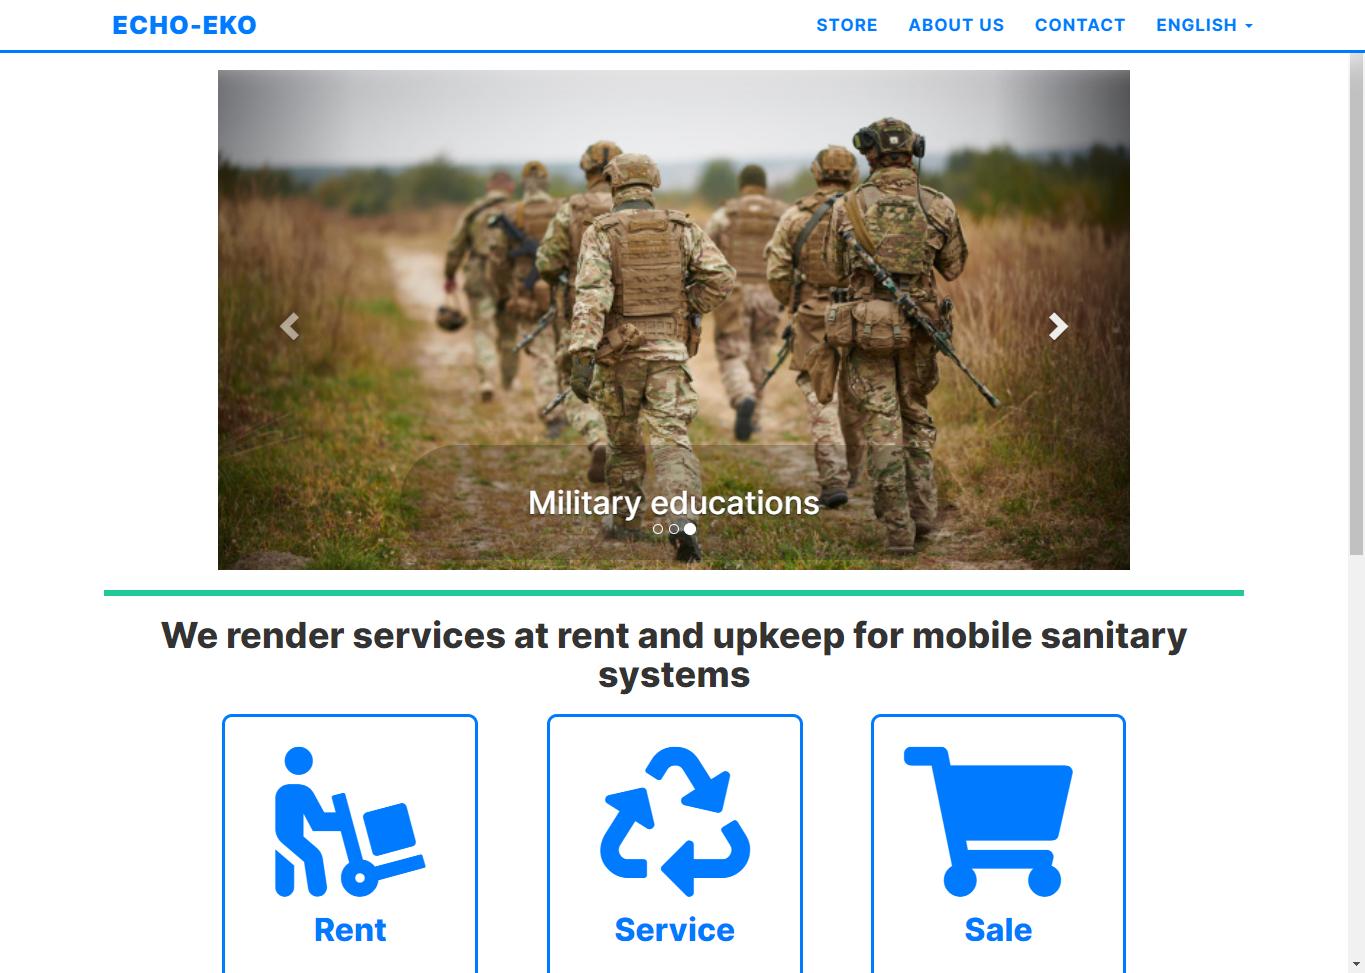 ECHO-EKO
STORE
ABOUT US
CONTACT
ENGLISH
Military educations
We render services at rent and upkeep for mobile sanitary
systems
Rent
Service
Sale